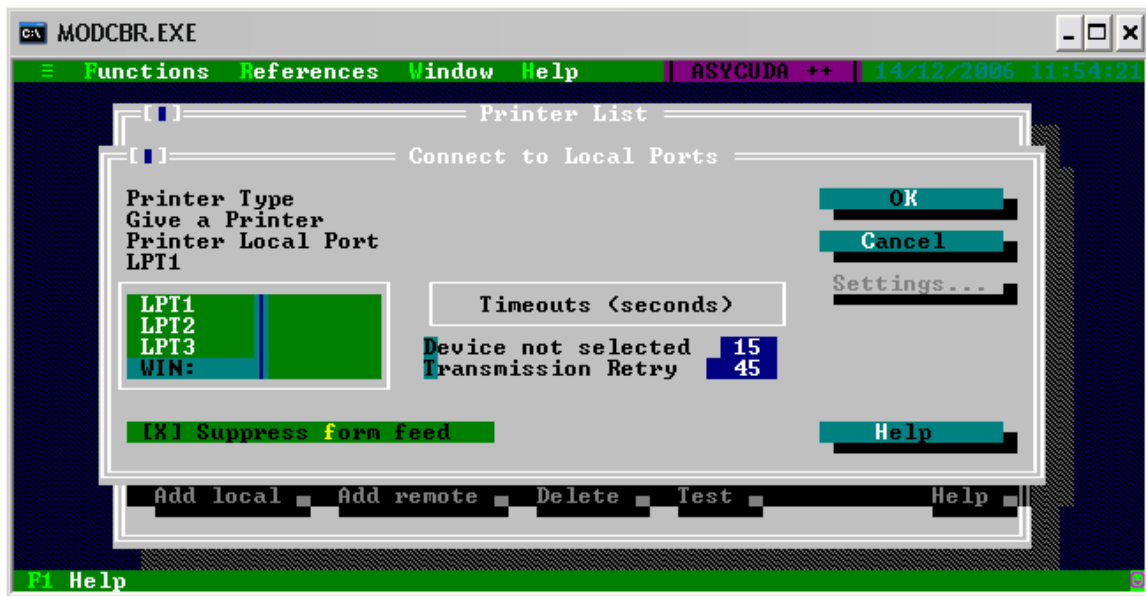 MODCBR.EXE
≡ Functions References Window Help ASYCUDA ++ 14/12/2006 11:54:21
Printer List
Connect to Local Ports
Printer Type
Give a Printer
Printer Local Port
LPT1
OK
Cancel
Settings...
LPT1
LPT2
LPT3
WIN:
Timeouts (seconds)
Device not selected 15
Transmission Retry 45
[X] Suppress form feed
Help
Add local Add remote Delete Test Help
F1 Help